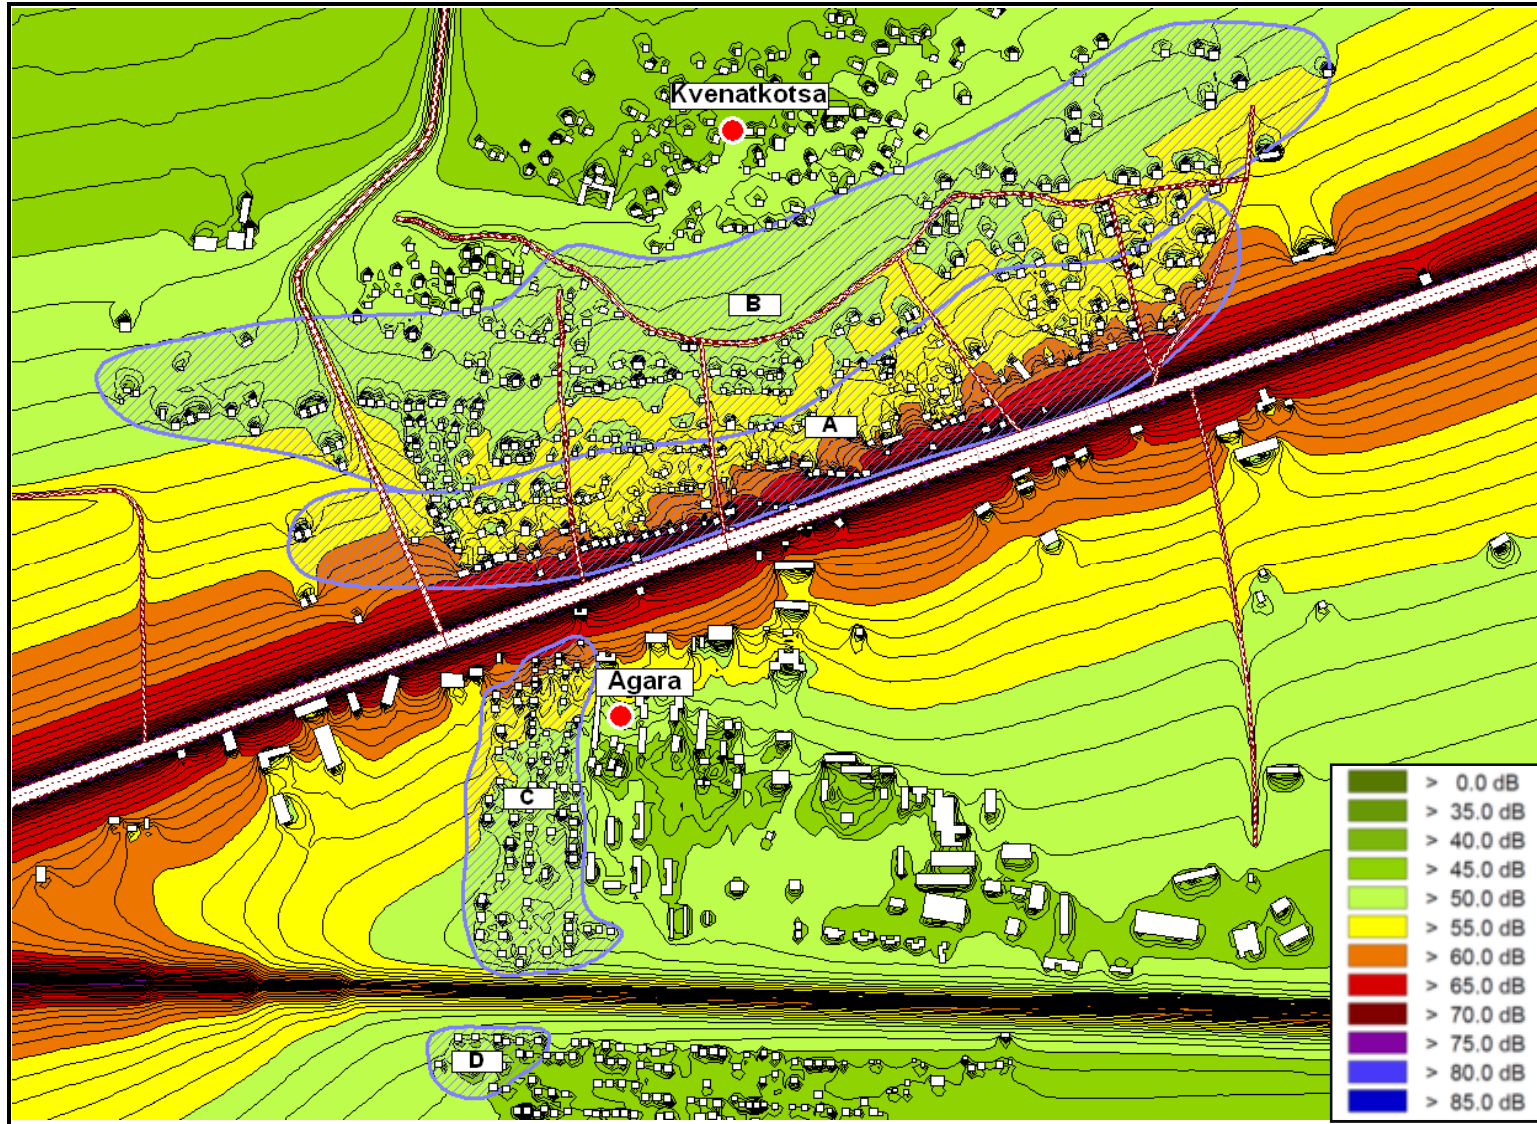 Kvenatkotsa
B
A
Agara
C
D
> 0.0 dB
> 35.0 dB
> 40.0 dB
> 45.0 dB
> 50.0 dB
> 55.0 dB
> 60.0 dB
> 65.0 dB
> 70.0 dB
> 75.0 dB
> 80.0 dB
> 85.0 dB